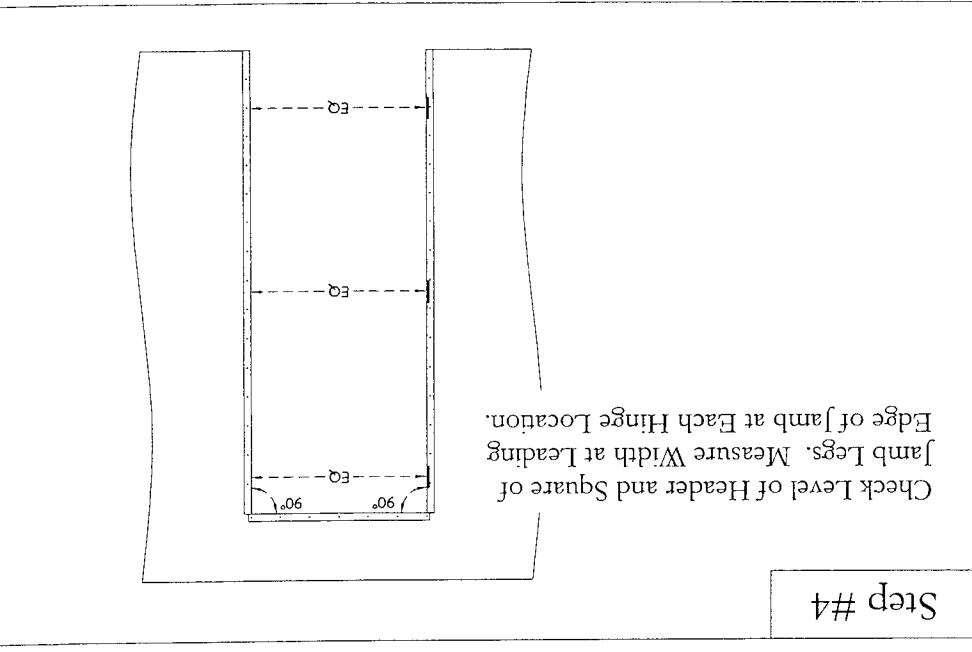 Step #4
Check Level of Header and Square of
Jamb Legs. Measure Width at Leading
Edge of Jamb at Each Hinge Location.
90°
90°
EQ
EQ
EQ